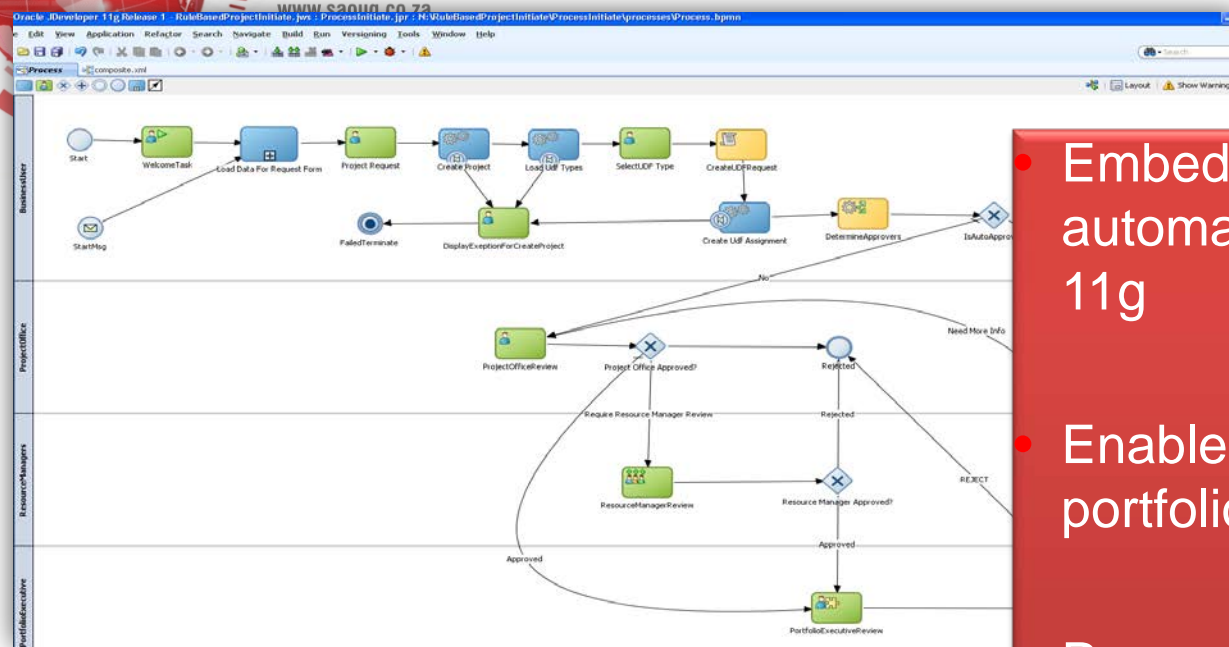 www.saoug.co.za
Oracle JDeveloper 11g Release 1 - RuleBasedProjectInitiate.jws : ProcessInitiate.jpr : N:\RuleBasedProjectInitiate\ProcessInitiate\processes\Process.bpmn
Edit View Application Refactor Search Navigate Build Run Versioning Tools Window Help
Search
Process composite.xml
Layout Show Warning
BusinessUser
Start
WelcomeTask
Load Data For Request Form
Project Request
Create Project
Load Udf Types
SelectUDF Type
CreateUDFRequest
StartMsg
FailedTerminate
DisplayExeptionForCreateProject
Create Udf Assignment
DetermineApprovers
IsAutoApprov
No
ProjectOffice
Need More Info
ProjectOfficeReview
Project Office Approved?
Rejected
Require Resource Manager Review
Rejected
ResourceManagers
ResourceManagerReview
Resource Manager Approved?
REJECT
Approved
Approved
PortfolioExecutive
PortfolioExecutiveReview
• Embed
automa
11g
• Enable
portfolio